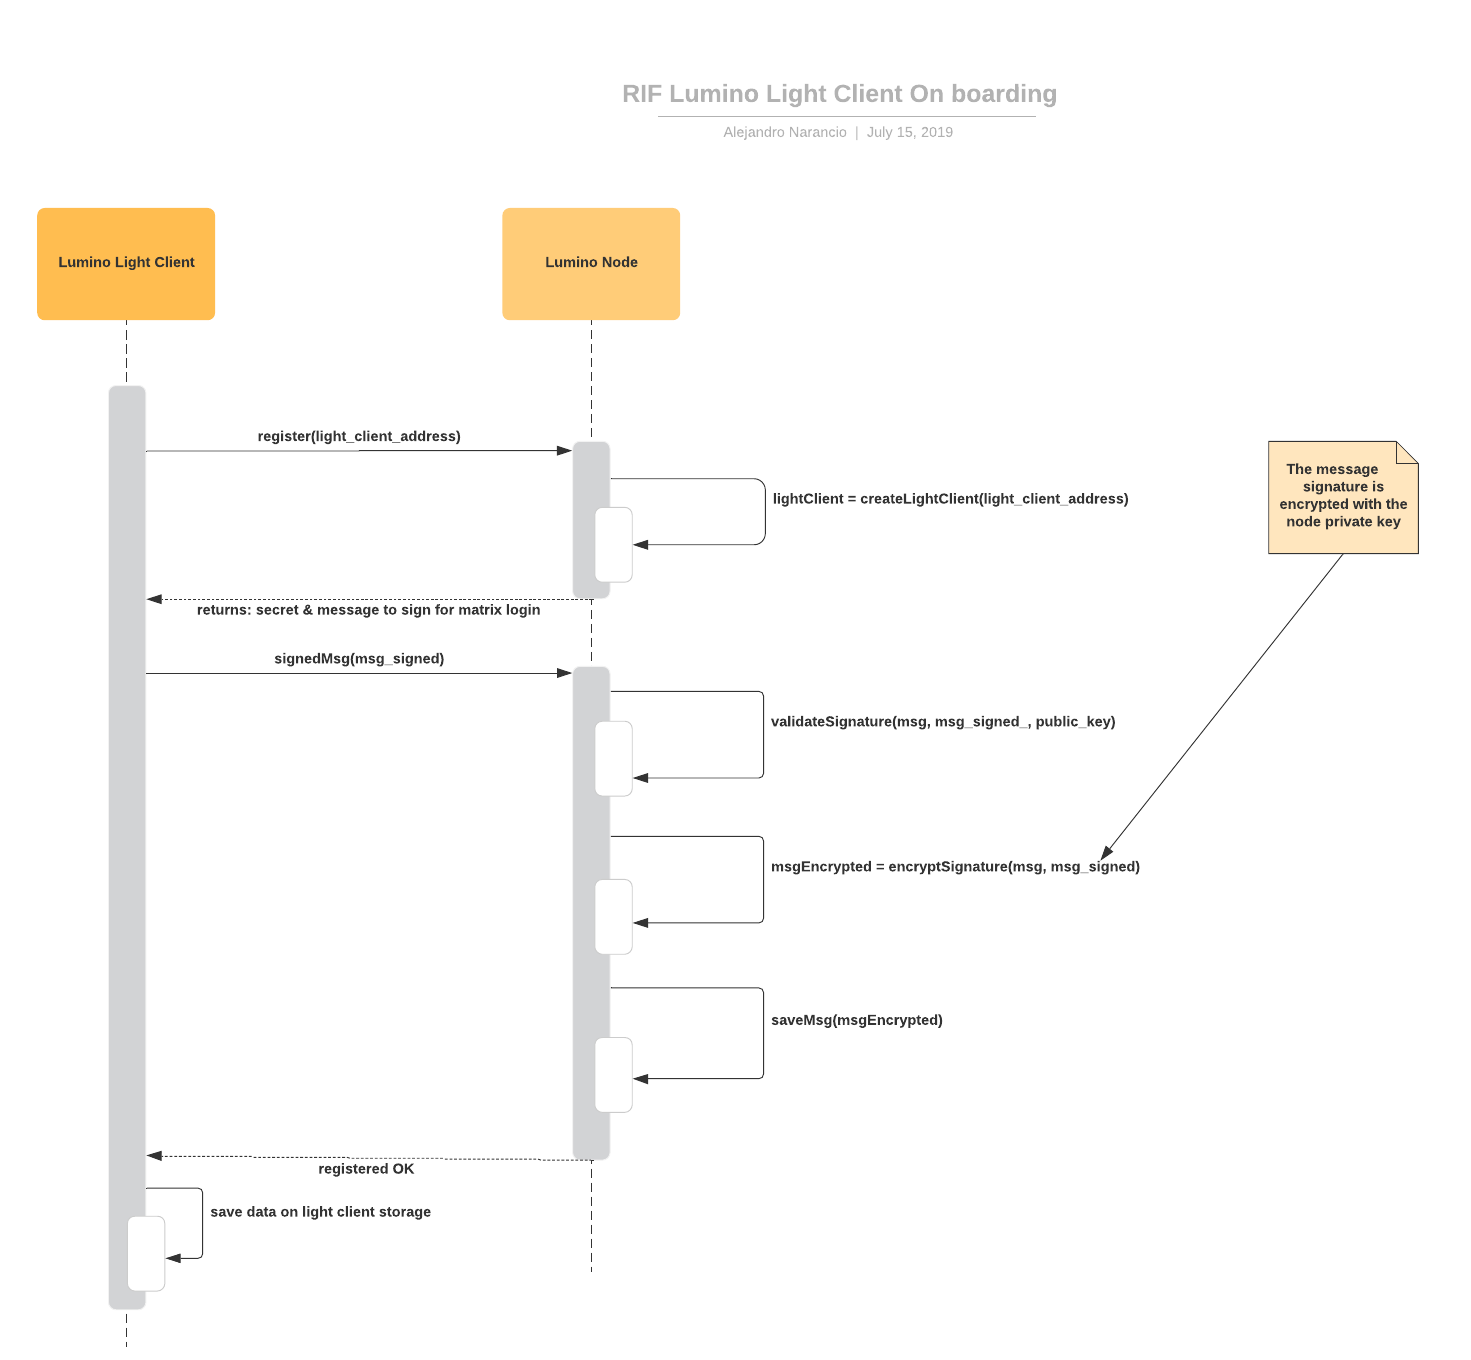 RIF Lumino Light Client On boarding
Alejandro Narancio | July 15, 2019
Lumino Light Client
Lumino Node
register(light_client_address)
lightClient = createLightClient(light_client_address)
The message
signature is
encrypted with the
node private key
returns: secret & message to sign for matrix login
signedMsg(msg_signed)
validateSignature(msg, msg_signed_, public_key)
msgEncrypted = encryptSignature(msg, msg_signed)
saveMsg(msgEncrypted)
registered OK
save data on light client storage